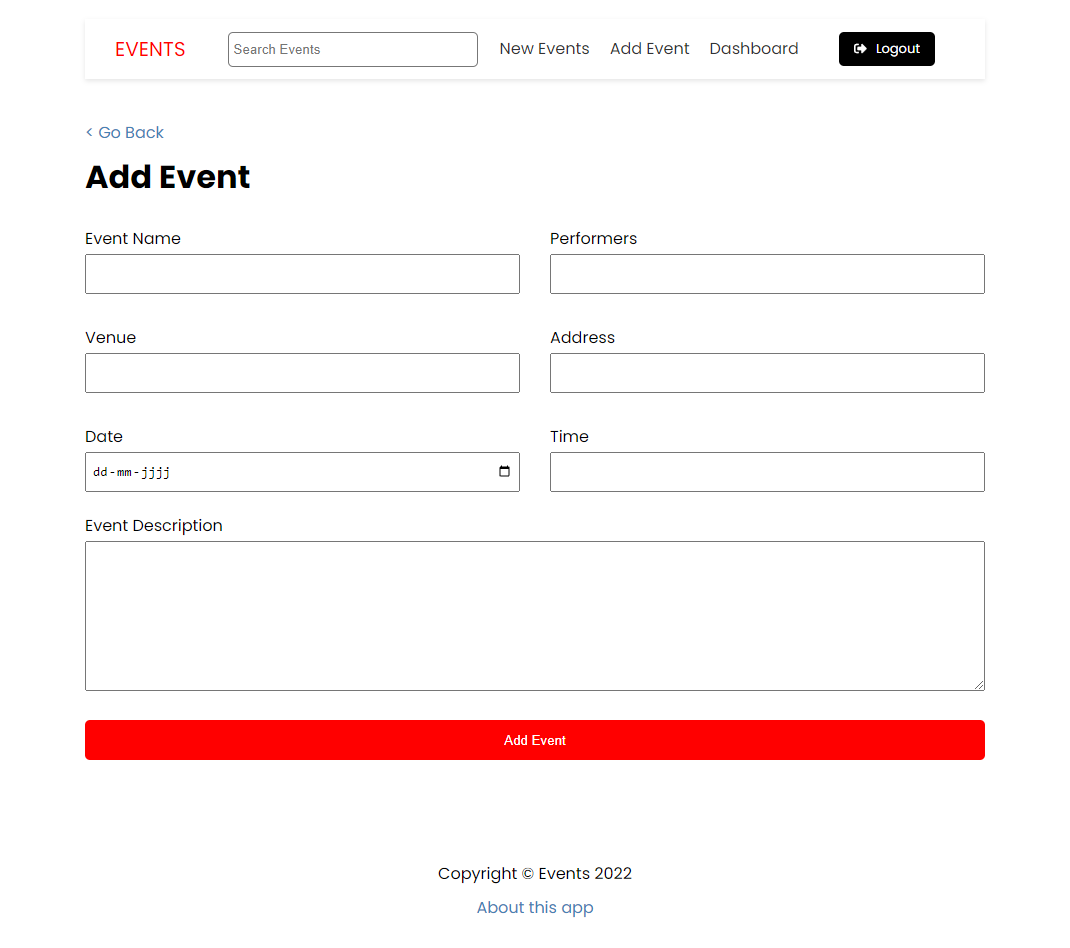 EVENTS Search Events New Events Add Event Dashboard Logout
< Go Back
Add Event
Event Name Performers
Venue Address
Date Time
dd-mm-jjjj
Event Description
Add Event
Copyright © Events 2022
About this app